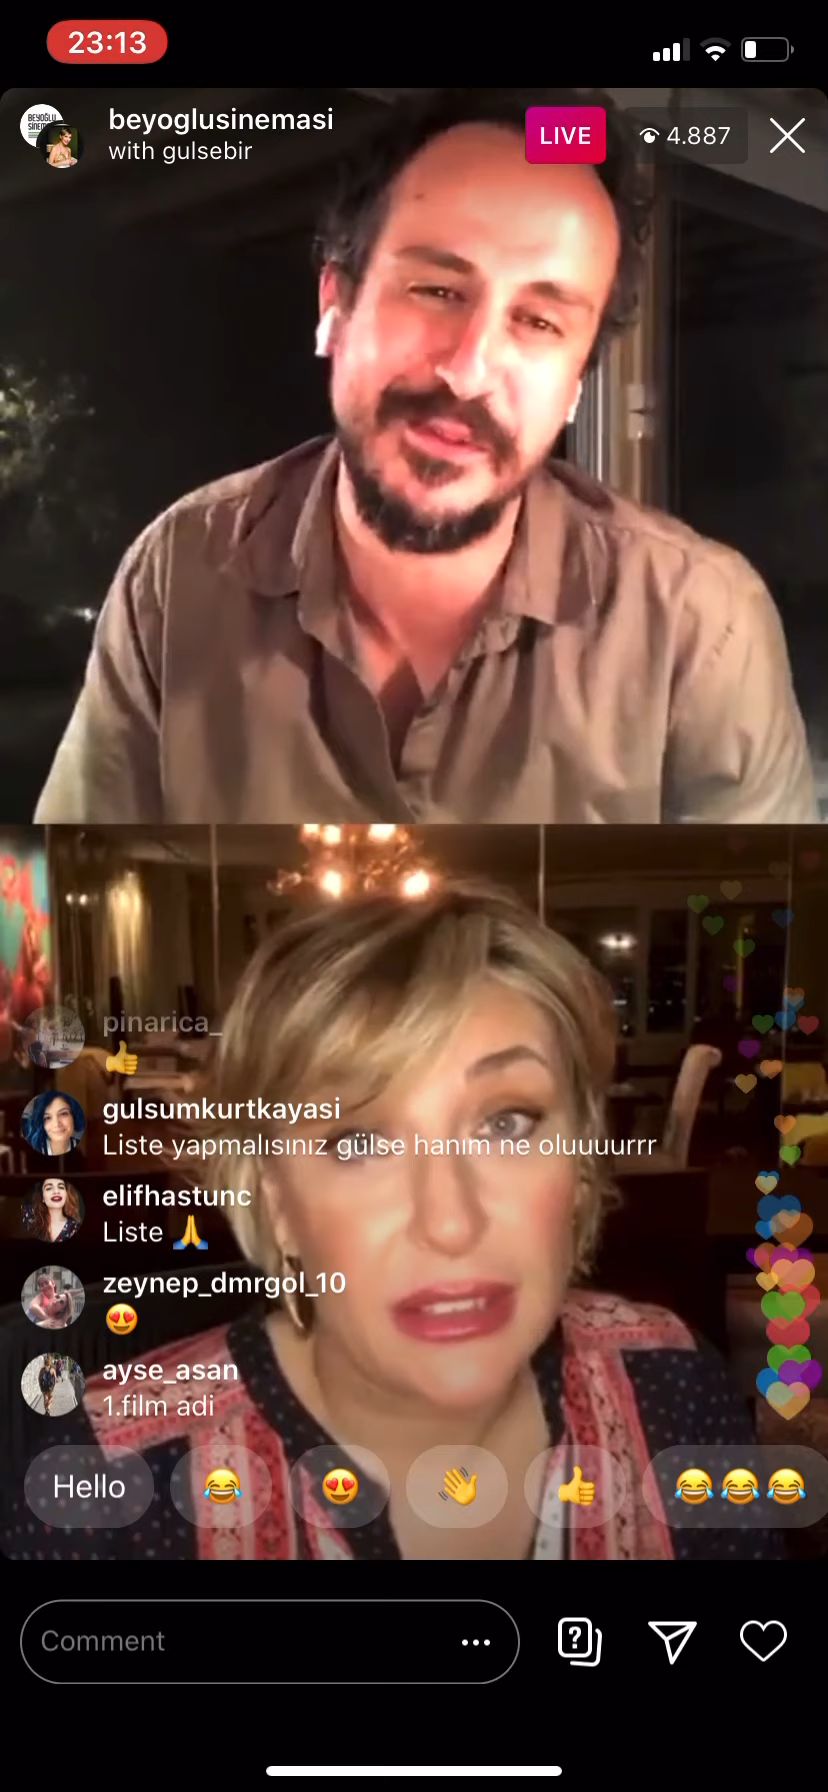 23:13
BEYOĞLU
beyoglusinemasi
with gulsebir
LIVE
4.887
pinarica_
👍
gulsumkurtkayasi
Liste yapmalısınız gülse hanım ne oluuuurrr
elifhastunc
Liste 🙏
zeynep_dmrgol_10
😍
ayse_asan
1.film adi
Hello 😂 😍 👋 👍 😂😂😂
Comment